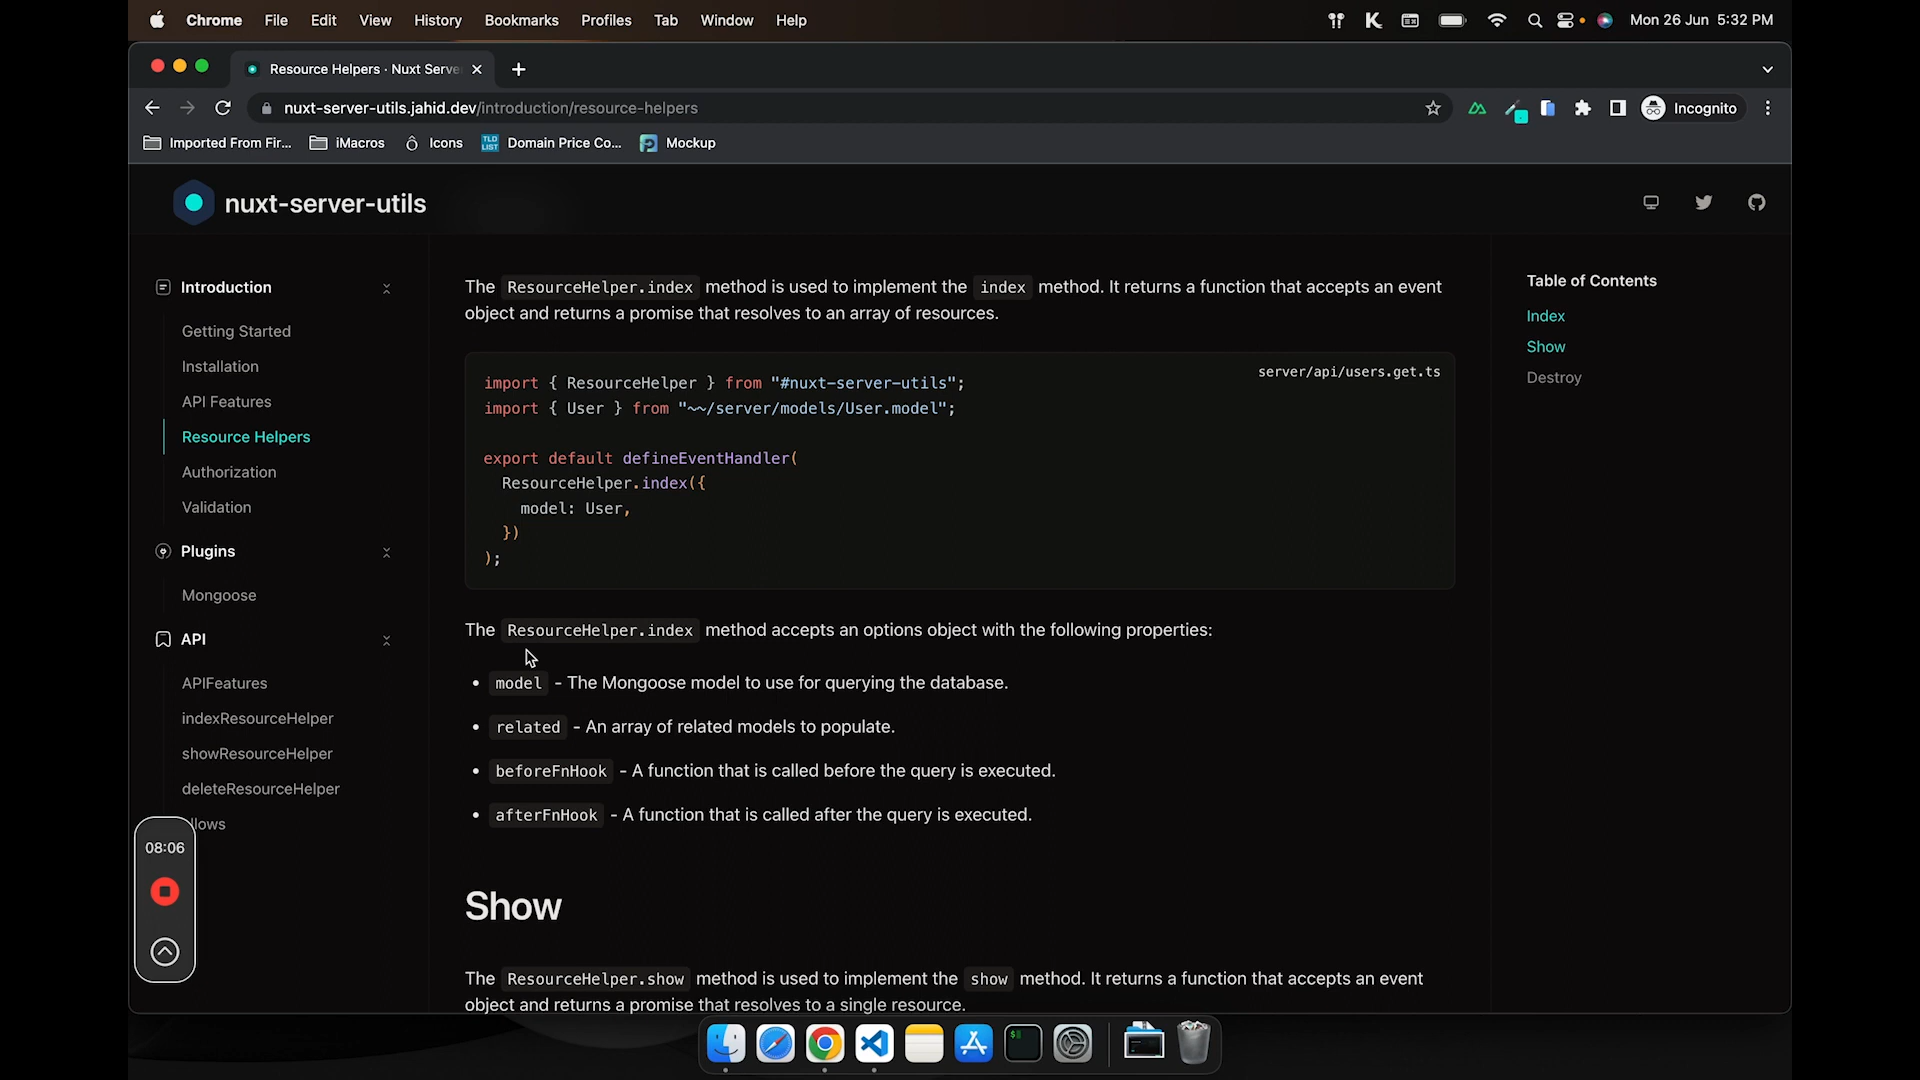 Chrome File Edit View History Bookmarks Profiles Tab Window Help Mon 26 Jun 5:32 PM
Resource Helpers · Nuxt Serve
nuxt-server-utils.jahid.dev/introduction/resource-helpers Incognito
Imported From Fir... iMacros Icons TLD LIST Domain Price Co... Mockup
nuxt-server-utils
Introduction
Getting Started
Installation
API Features
Resource Helpers
Authorization
Validation
Plugins
Mongoose
API
APIFeatures
indexResourceHelper
showResourceHelper
deleteResourceHelper
llows
08:06
The ResourceHelper.index method is used to implement the index method. It returns a function that accepts an event
object and returns a promise that resolves to an array of resources.
server/api/users.get.ts
import { ResourceHelper } from "#nuxt-server-utils";
import { User } from "~~/server/models/User.model";
export default defineEventHandler(
ResourceHelper.index({
model: User,
})
);
The ResourceHelper.index method accepts an options object with the following properties:
• model - The Mongoose model to use for querying the database.
• related - An array of related models to populate.
• beforeFnHook - A function that is called before the query is executed.
• afterFnHook - A function that is called after the query is executed.
Show
The ResourceHelper.show method is used to implement the show method. It returns a function that accepts an event
object and returns a promise that resolves to a single resource.
Table of Contents
Index
Show
Destroy